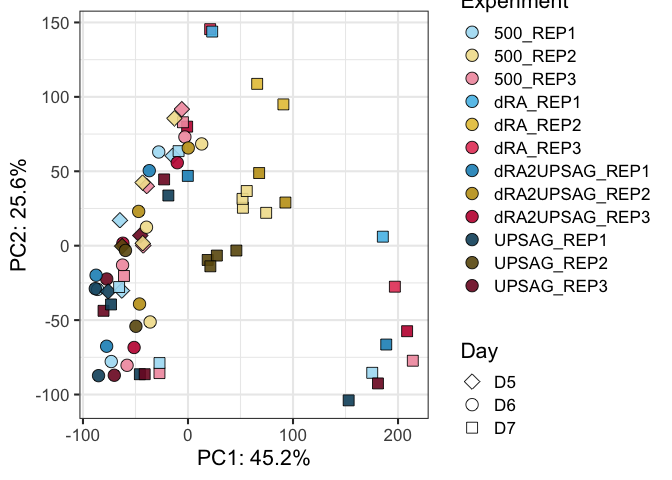 Experiment
500_REP1
500_REP2
500_REP3
dRA_REP1
dRA_REP2
dRA_REP3
dRA2UPSAG_REP1
dRA2UPSAG_REP2
dRA2UPSAG_REP3
UPSAG_REP1
UPSAG_REP2
UPSAG_REP3
Day
D5
D6
D7
PC2: 25.6%
150
100
50
0
-50
-100
-100 0 100 200
PC1: 45.2%